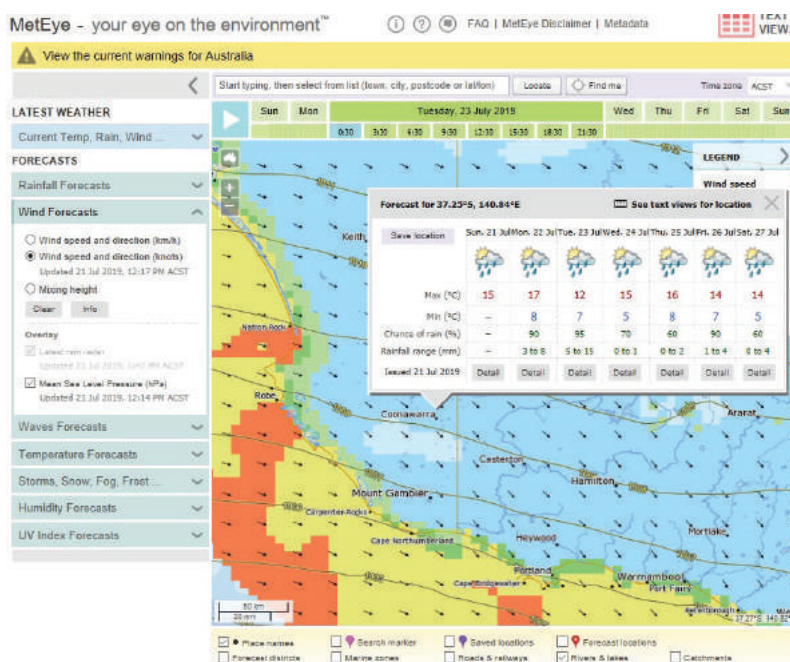 MetEye - your eye on the environment™
FAQ | MetEye Disclaimer | Metadata
TEXT
VIEWS
View the current warnings for Australia
Start typing, then select from list (town, city, postcode or lat/lon)
Locate
Find me
Time zone
ACST
LATEST WEATHER
Current Temp, Rain, Wind ...
FORECASTS
Rainfall Forecasts
Wind Forecasts
Wind speed and direction (km/h)
Wind speed and direction (knots)
Updated 21 Jul 2019, 12:17 PM ACST
Mixing height
Clear
Info
Overlay
Latest rain radar
Mean Sea Level Pressure (hPa)
Updated 21 Jul 2019, 12:14 PM ACST
Waves Forecasts
Temperature Forecasts
Storms, Snow, Fog, Frost ...
Humidity Forecasts
UV Index Forecasts
Sun Mon Tuesday, 23 July 2019 Wed Thu Fri Sat Sun
0:30 3:30 6:30 9:30 12:30 15:30 18:30 21:30
LEGEND
Wind speed
Forecast for 37.25°S, 140.84°E
See text views for location
Save location
Sun, 21 Jul Mon, 22 Jul Tue, 23 Jul Wed, 24 Jul Thu, 25 Jul Fri, 26 Jul Sat, 27 Jul
Max (°C) 15 17 12 15 16 14 14
Min (°C) – 8 7 5 8 7 5
Chance of rain (%) – 90 95 70 60 90 60
Rainfall range (mm) – 3 to 8 5 to 15 0 to 1 0 to 2 1 to 4 0 to 4
Issued 21 Jul 2019 Detail Detail Detail Detail Detail Detail Detail
Keith
Robe
Coonawarra
Ararat
Casterton
Hamilton
Mount Gambier
Carpenter Rocks
Cape Northumberland
Heywood
Mortlake
Portland
Cape Bridgewater
Warrnambool
Port Fairy
Peterborough
Place names
Search marker
Saved locations
Forecast locations
Forecast districts
Marine zones
Roads & railways
Rivers & lakes
Catchments